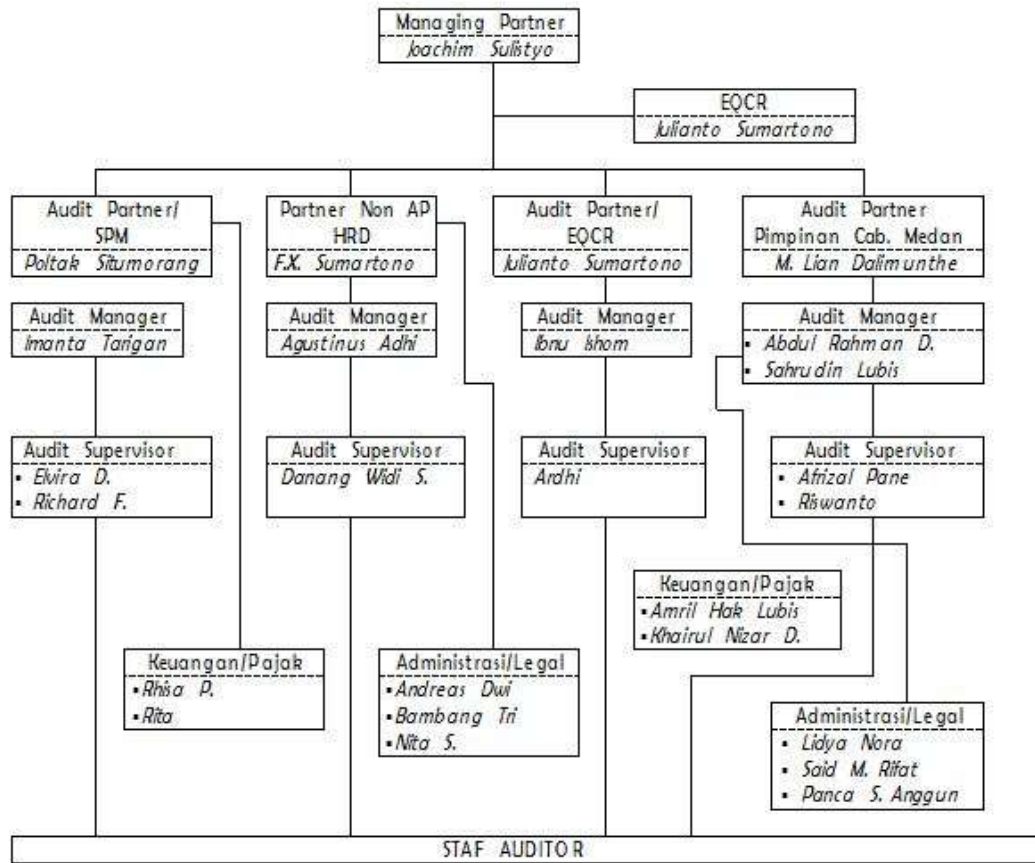 Managing Partner
Joachim Sulistyo
EQCR
Julianto Sumartono
Audit Partner/
SPM
Poltak Situmorang
Partner Non AP
HRD
F.X. Sumartono
Audit Partner/
EQCR
Julianto Sumartono
Audit Partner
Pimpinan Cab. Medan
M. Lian Dalimunthe
Audit Manager
Imanta Tarigan
Audit Manager
Agustinus Adhi
Audit Manager
Ibnu Ishom
Audit Manager
▪ Abdul Rahman D.
▪ Sahrudin Lubis
Audit Supervisor
▪ Elvira D.
▪ Richard F.
Audit Supervisor
Danang Widi S.
Audit Supervisor
Ardhi
Audit Supervisor
▪ Afrizal Pane
▪ Riswanto
Keuangan/Pajak
▪ Amril Hak Lubis
▪ Khairul Nizar D.
Keuangan/Pajak
▪ Rhisa P.
▪ Rita
Administrasi/Legal
▪ Andreas Dwi
▪ Bambang Tri
▪ Nita S.
Administrasi/Legal
▪ Lidya Nora
▪ Said M. Rifat
▪ Panca S. Anggun
STAF AUDITOR